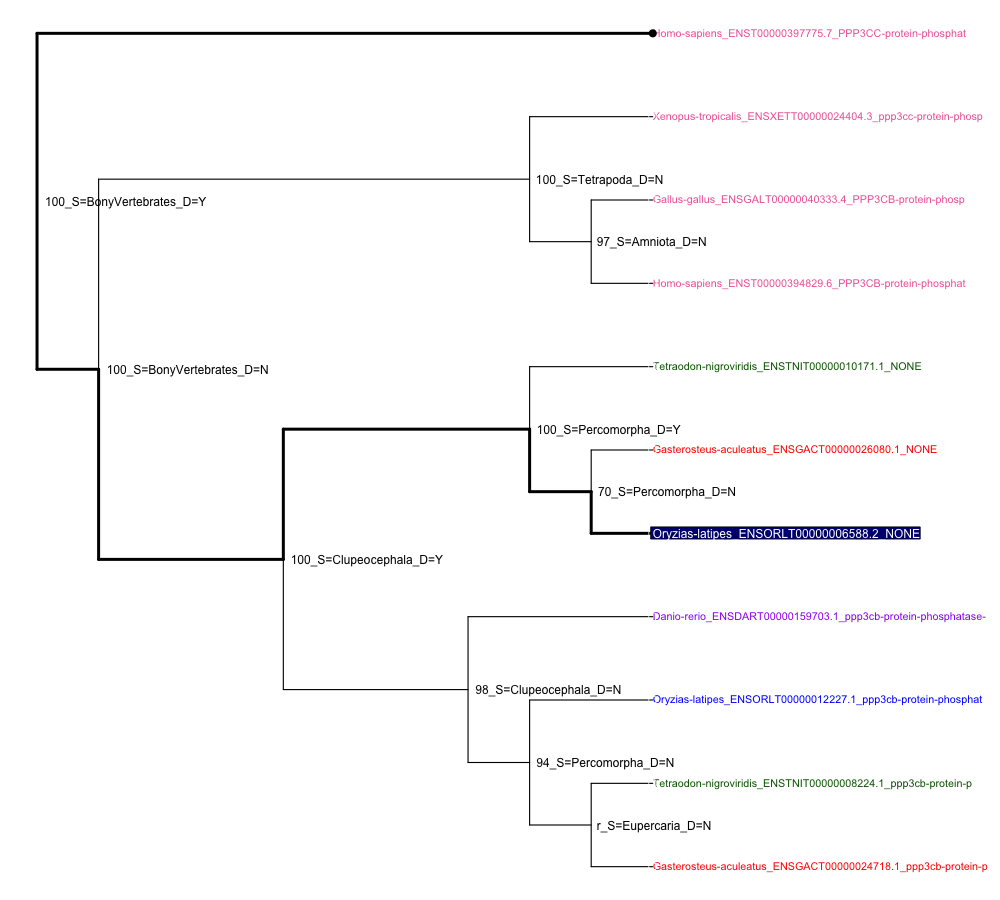 Homo-sapiens_ENST00000397775.7_PPP3CC-protein-phosphat
Xenopus-tropicalis_ENSXETT00000024404.3_ppp3cc-protein-phosp
100_S=Tetrapoda_D=N
100_S=BonyVertebrates_D=Y
Gallus-gallus_ENSGALT00000040333.4_PPP3CB-protein-phosp
97_S=Amniota_D=N
Homo-sapiens_ENST00000394829.6_PPP3CB-protein-phosphat
100_S=BonyVertebrates_D=N
Tetraodon-nigroviridis_ENSTNIT00000010171.1_NONE
100_S=Percomorpha_D=Y
Gasterosteus-aculeatus_ENSGACT00000026080.1_NONE
70_S=Percomorpha_D=N
Oryzias-latipes_ENSORLT00000006588.2_NONE
100_S=Clupeocephala_D=Y
Danio-rerio_ENSDART00000159703.1_ppp3cb-protein-phosphatase-
98_S=Clupeocephala_D=N
Oryzias-latipes_ENSORLT00000012227.1_ppp3cb-protein-phosphat
94_S=Percomorpha_D=N
Tetraodon-nigroviridis_ENSTNIT00000008224.1_ppp3cb-protein-p
r_S=Eupercaria_D=N
Gasterosteus-aculeatus_ENSGACT00000024718.1_ppp3cb-protein-p